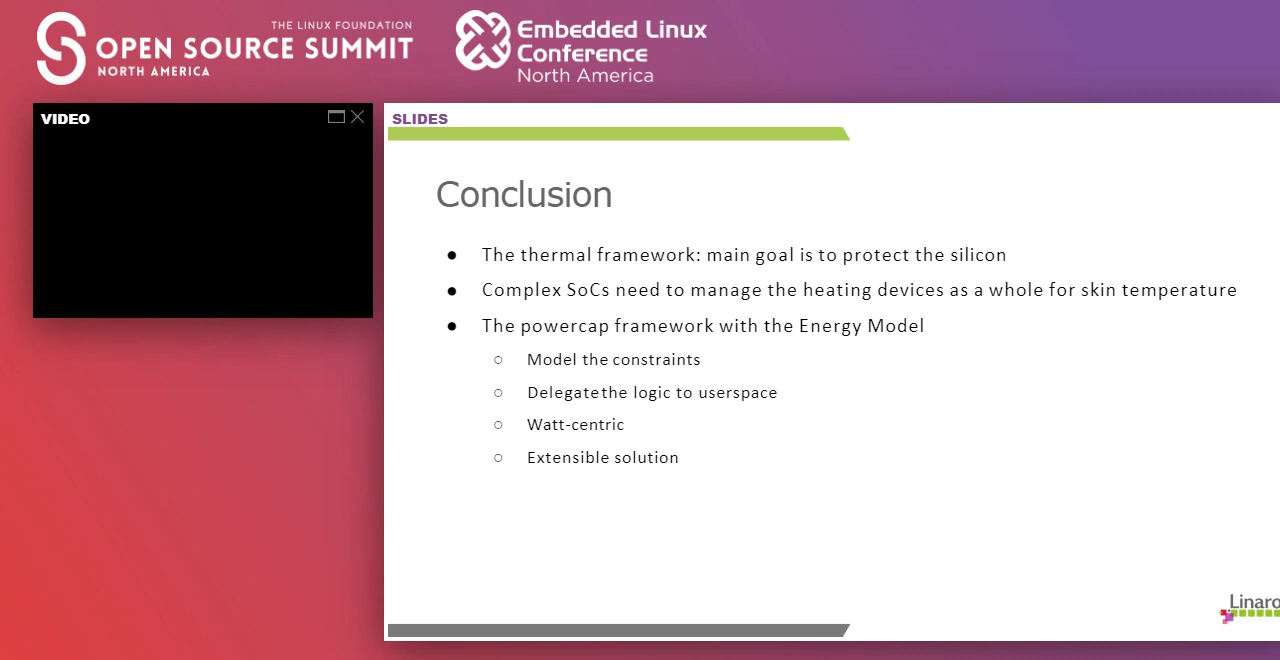 THE LINUX FOUNDATION
OPEN SOURCE SUMMIT
NORTH AMERICA
Embedded Linux
Conference
North America
VIDEO
SLIDES
Conclusion
● The thermal framework: main goal is to protect the silicon
● Complex SoCs need to manage the heating devices as a whole for skin temperature
● The powercap framework with the Energy Model
○ Model the constraints
○ Delegate the logic to userspace
○ Watt-centric
○ Extensible solution
Linaro